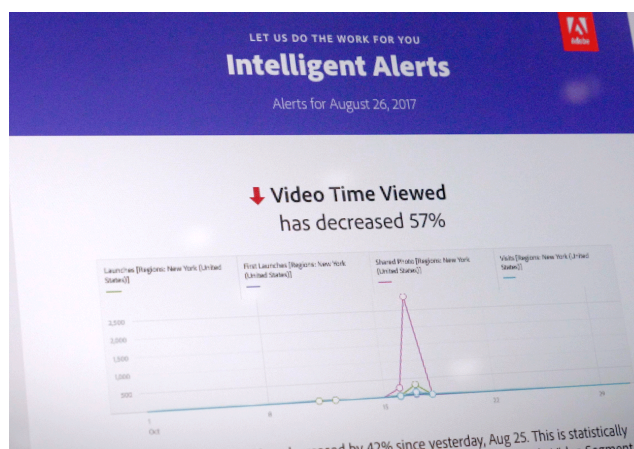 LET US DO THE WORK FOR YOU
Adobe
Intelligent Alerts
Alerts for August 26, 2017
Video Time Viewed
has decreased 57%
Launches [Regions: New York (United
States)]
First Launches [Regions: New York
(United States)]
Shared Photo [Regions: New York
(United States)]
Visits [Regions: New York (United
States)]
2,500
2,000
1,500
1,000
500
1
8
15
22
Oct
by 42% since yesterday, Aug 25. This is statistically
Segment